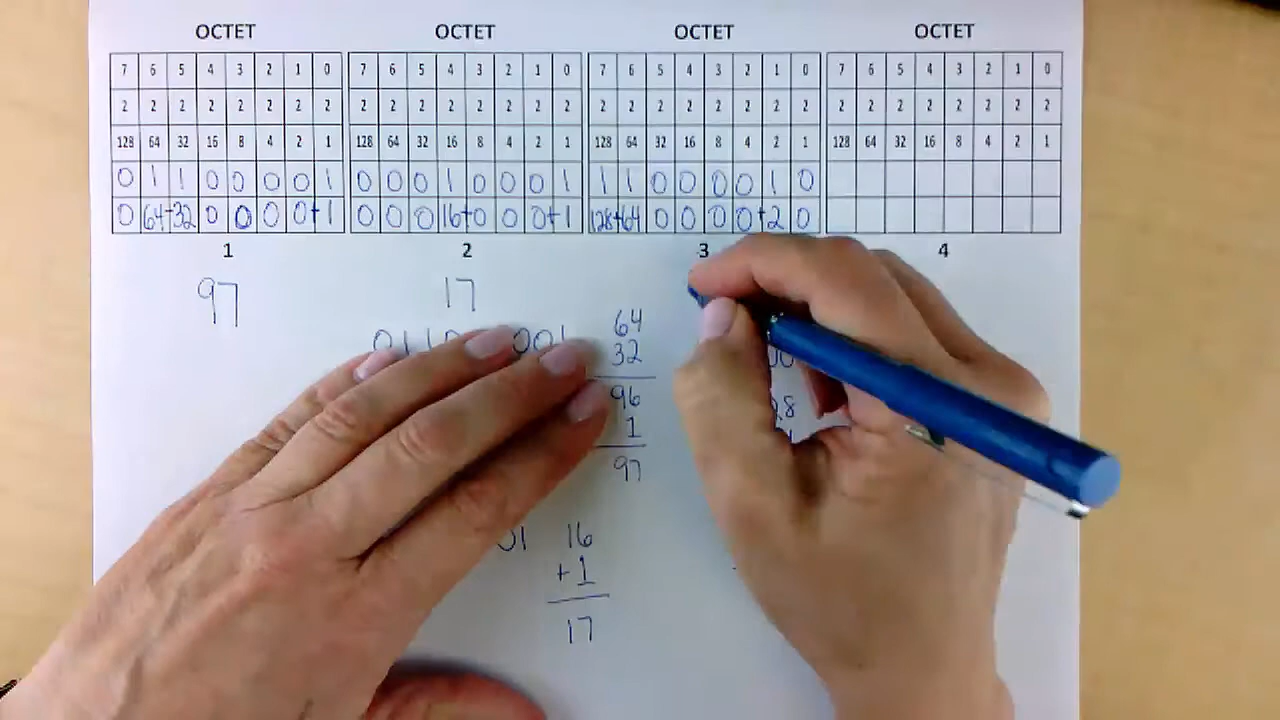 OCTET OCTET OCTET OCTET
7 6 5 4 3 2 1 0 7 6 5 4 3 2 1 0 7 6 5 4 3 2 1 0 7 6 5 4 3 2 1 0
2 2 2 2 2 2 2 2 2 2 2 2 2 2 2 2 2 2 2 2 2 2 2 2 2 2 2 2 2 2 2 2
128 64 32 16 8 4 2 1 128 64 32 16 8 4 2 1 128 64 32 16 8 4 2 1 128 64 32 16 8 4 2 1
0 1 1 0 0 0 0 1 0 0 0 1 0 0 0 1 1 1 0 0 0 0 1 0
0 64+32 0 0 0 0+1 0 0 0 16+0 0 0+1 128+64 0 0 0 0+2 0
1 2 3 4
97 17
64
32
96
1
97
01 16
+1
17